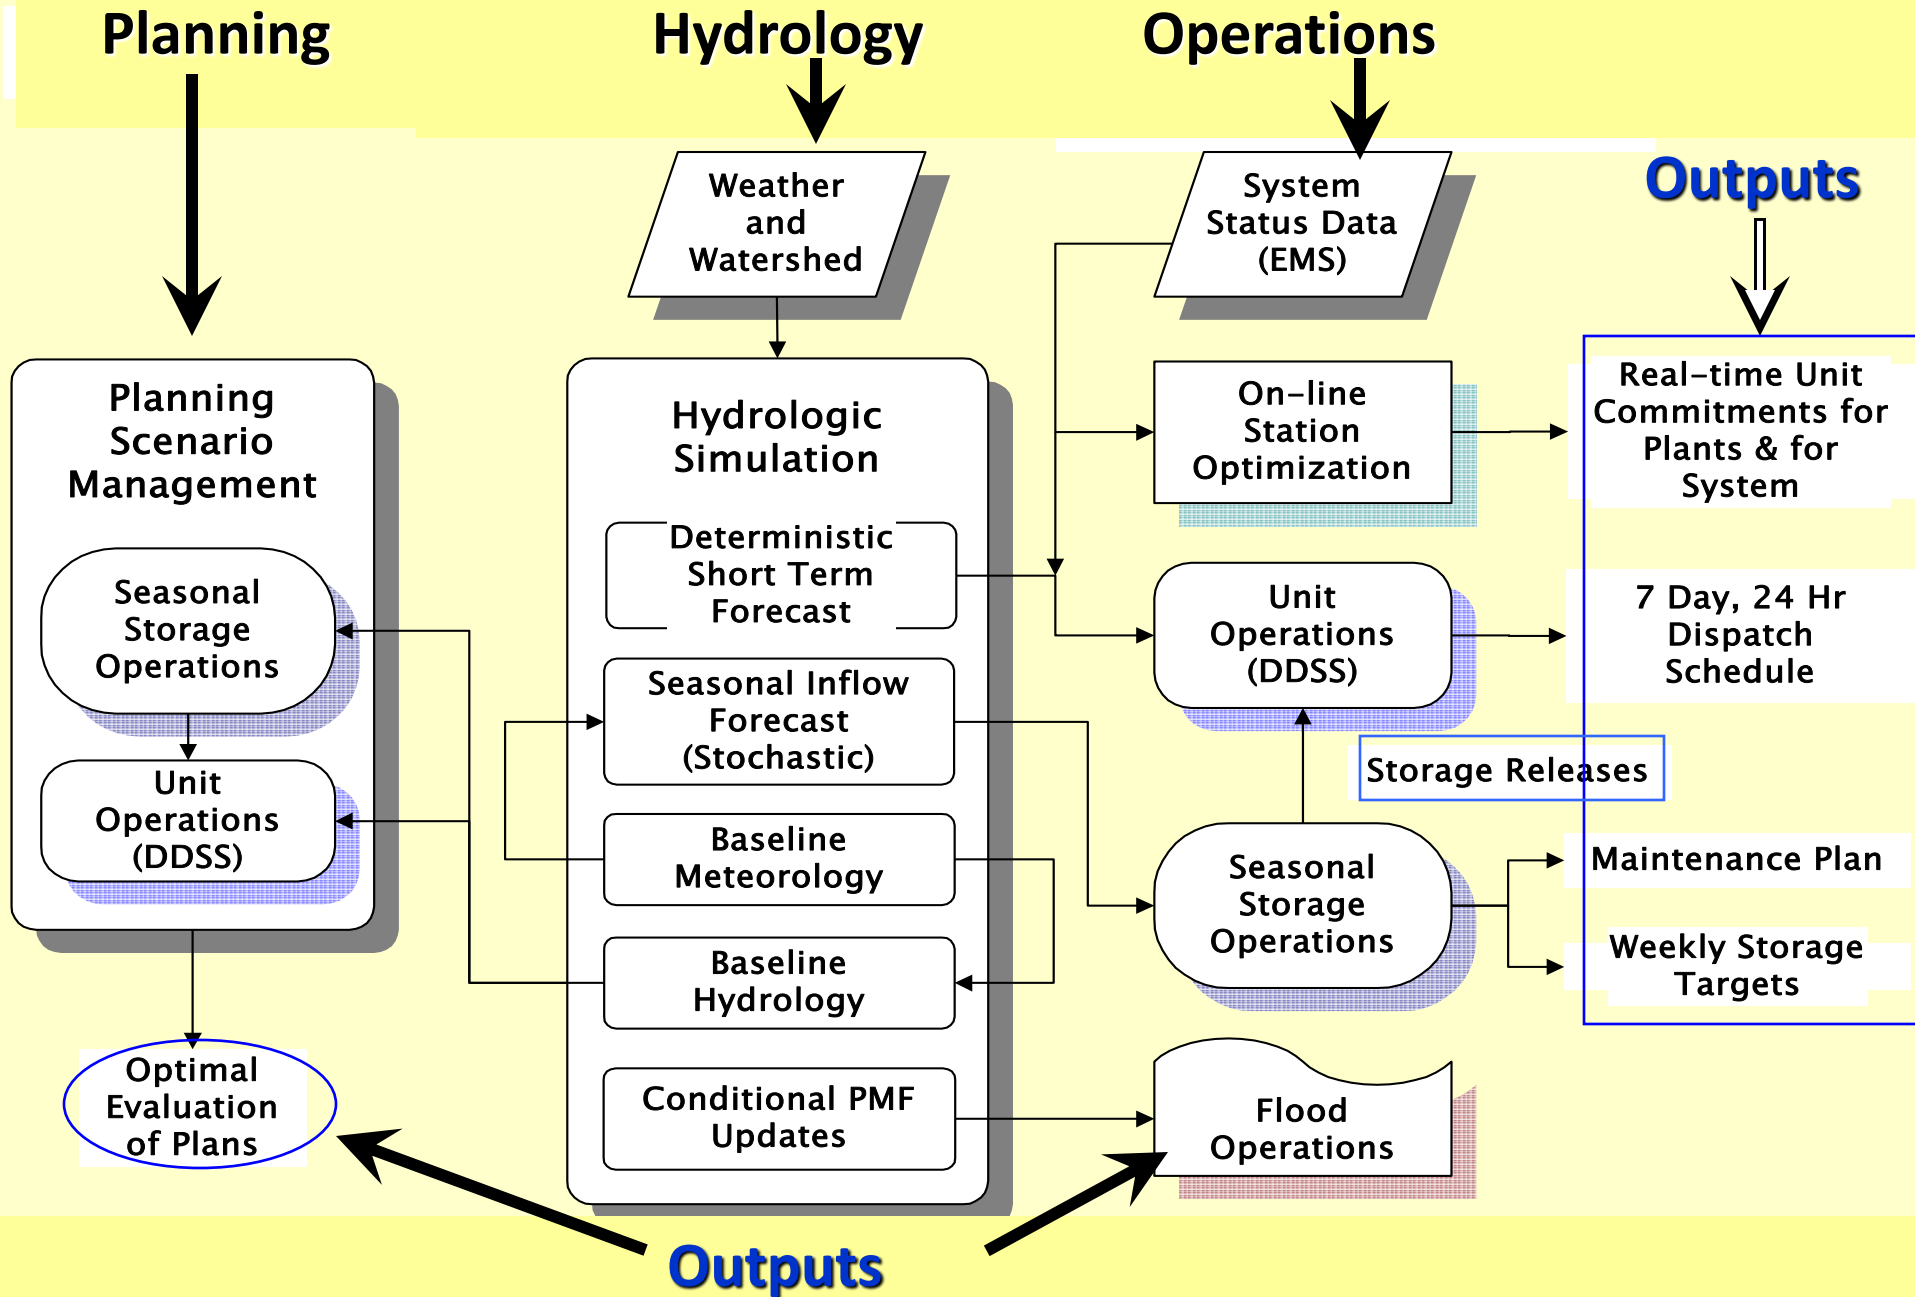 Planning
Hydrology
Operations
Outputs
Weather
and
Watershed
System
Status Data
(EMS)
Planning
Scenario
Management
Seasonal
Storage
Operations
Unit
Operations
(DDSS)
Optimal
Evaluation
of Plans
Hydrologic
Simulation
Deterministic
Short Term
Forecast
Seasonal Inflow
Forecast
(Stochastic)
Baseline
Meteorology
Baseline
Hydrology
Conditional PMF
Updates
On-line
Station
Optimization
Unit
Operations
(DDSS)
Storage Releases
Seasonal
Storage
Operations
Flood
Operations
Real-time Unit
Commitments for
Plants & for
System
7 Day, 24 Hr
Dispatch
Schedule
Maintenance Plan
Weekly Storage
Targets
Outputs